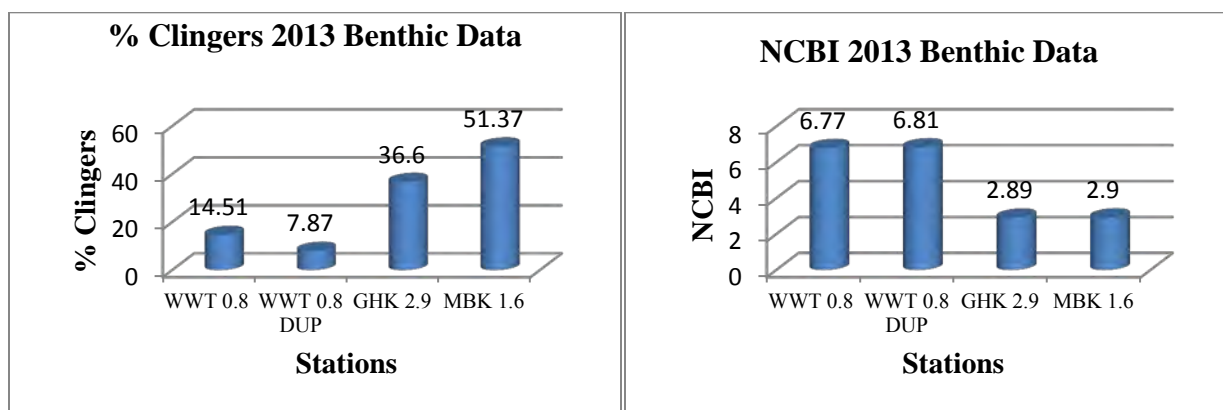 % Clingers 2013 Benthic Data
% Clingers
60
40
20
0
14.51
7.87
36.6
51.37
WWT 0.8
WWT 0.8
DUP
GHK 2.9
MBK 1.6
Stations
NCBI 2013 Benthic Data
NCBI
8
6
4
2
0
6.77
6.81
2.89
2.9
WWT 0.8
WWT 0.8
DUP
GHK 2.9
MBK 1.6
Stations